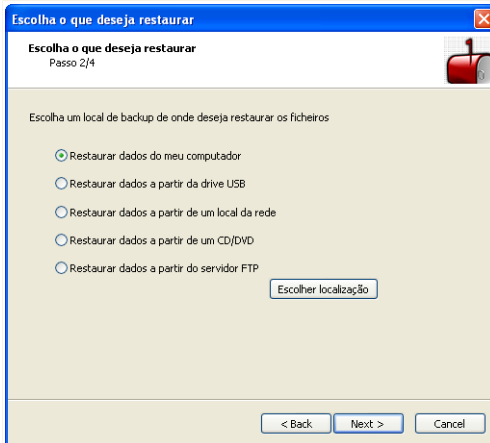 Escolha o que deseja restaurar
Escolha o que deseja restaurar
Passo 2/4
Escolha um local de backup de onde deseja restaurar os ficheiros
Restaurar dados do meu computador
Restaurar dados a partir da drive USB
Restaurar dados a partir de um local da rede
Restaurar dados a partir de um CD/DVD
Restaurar dados a partir do servidor FTP
Escolher localização
< Back Next > Cancel